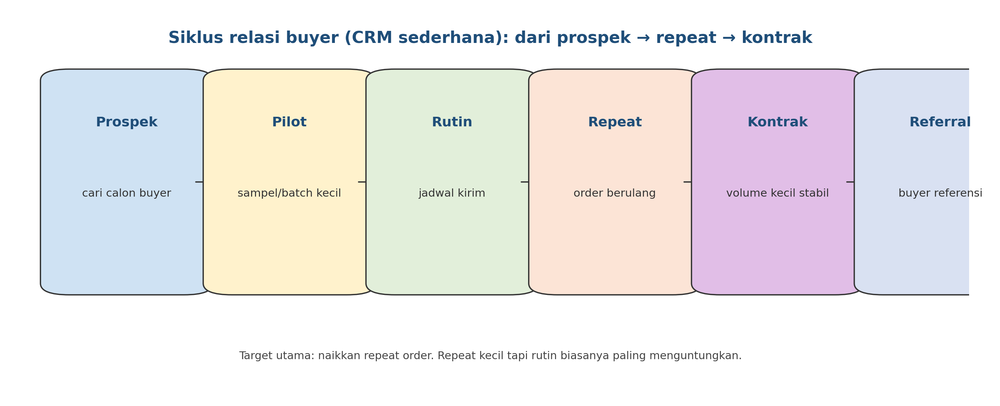 Siklus relasi buyer (CRM sederhana): dari prospek → repeat → kontrak
Prospek
cari calon buyer
Pilot
sampel/batch kecil
Rutin
jadwal kirim
Repeat
order berulang
Kontrak
volume kecil stabil
Referral
buyer referensi
Target utama: naikkan repeat order. Repeat kecil tapi rutin biasanya paling menguntungkan.